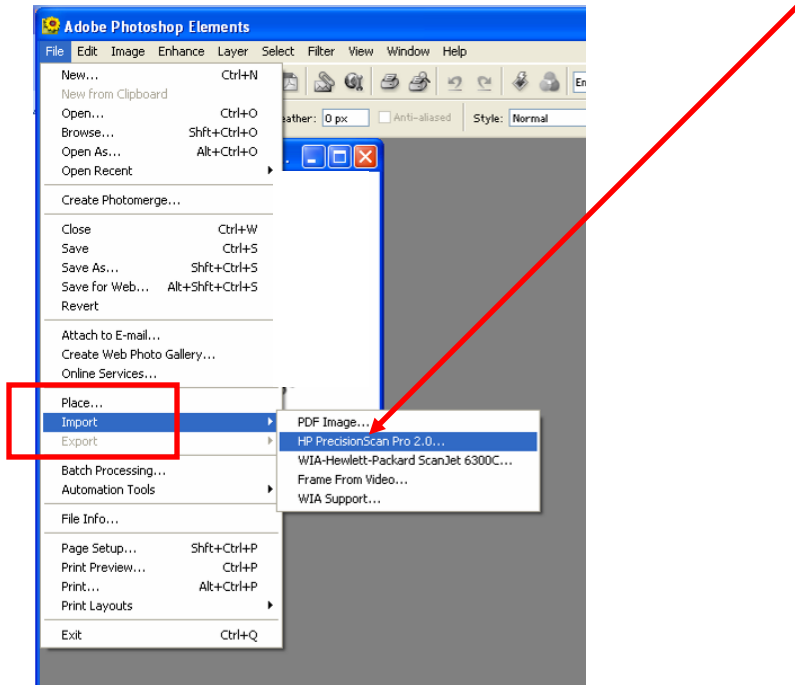 Adobe Photoshop Elements
File Edit Image Enhance Layer Select Filter View Window Help
New... Ctrl+N
New from Clipboard
Open... Ctrl+O
Browse... Shft+Ctrl+O
Open As... Alt+Ctrl+O
Open Recent
Create Photomerge...
Close Ctrl+W
Save Ctrl+S
Save As... Shft+Ctrl+S
Save for Web... Alt+Shft+Ctrl+S
Revert
Attach to E-mail...
Create Web Photo Gallery...
Online Services...
Place...
Import
Export
Batch Processing...
Automation Tools
File Info...
Page Setup... Shft+Ctrl+P
Print Preview... Ctrl+P
Print... Alt+Ctrl+P
Print Layouts
Exit Ctrl+Q
0 px Anti-aliased Style: Normal
PDF Image...
HP PrecisionScan Pro 2.0...
WIA-Hewlett-Packard ScanJet 6300C...
Frame From Video...
WIA Support...